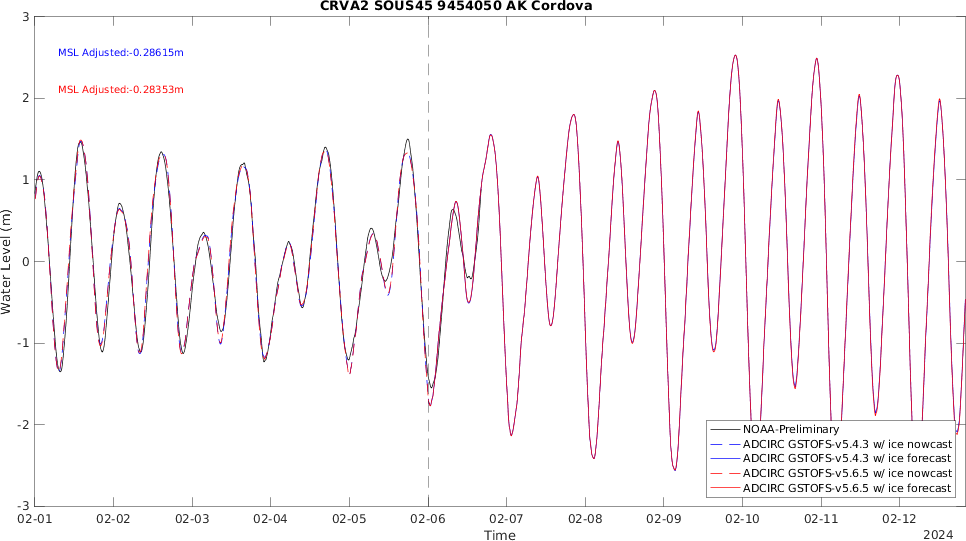 CRVA2 SOUS45 9454050 AK Cordova
MSL Adjusted:-0.28615m
MSL Adjusted:-0.28353m
Water Level (m)
3
2
1
0
-1
-2
-3
NOAA-Preliminary
ADCIRC GSTOFS-v5.4.3 w/ ice nowcast
ADCIRC GSTOFS-v5.4.3 w/ ice forecast
ADCIRC GSTOFS-v5.6.5 w/ ice nowcast
ADCIRC GSTOFS-v5.6.5 w/ ice forecast
02-01 02-02 02-03 02-04 02-05 02-06 02-07 02-08 02-09 02-10 02-11 02-12
Time
2024